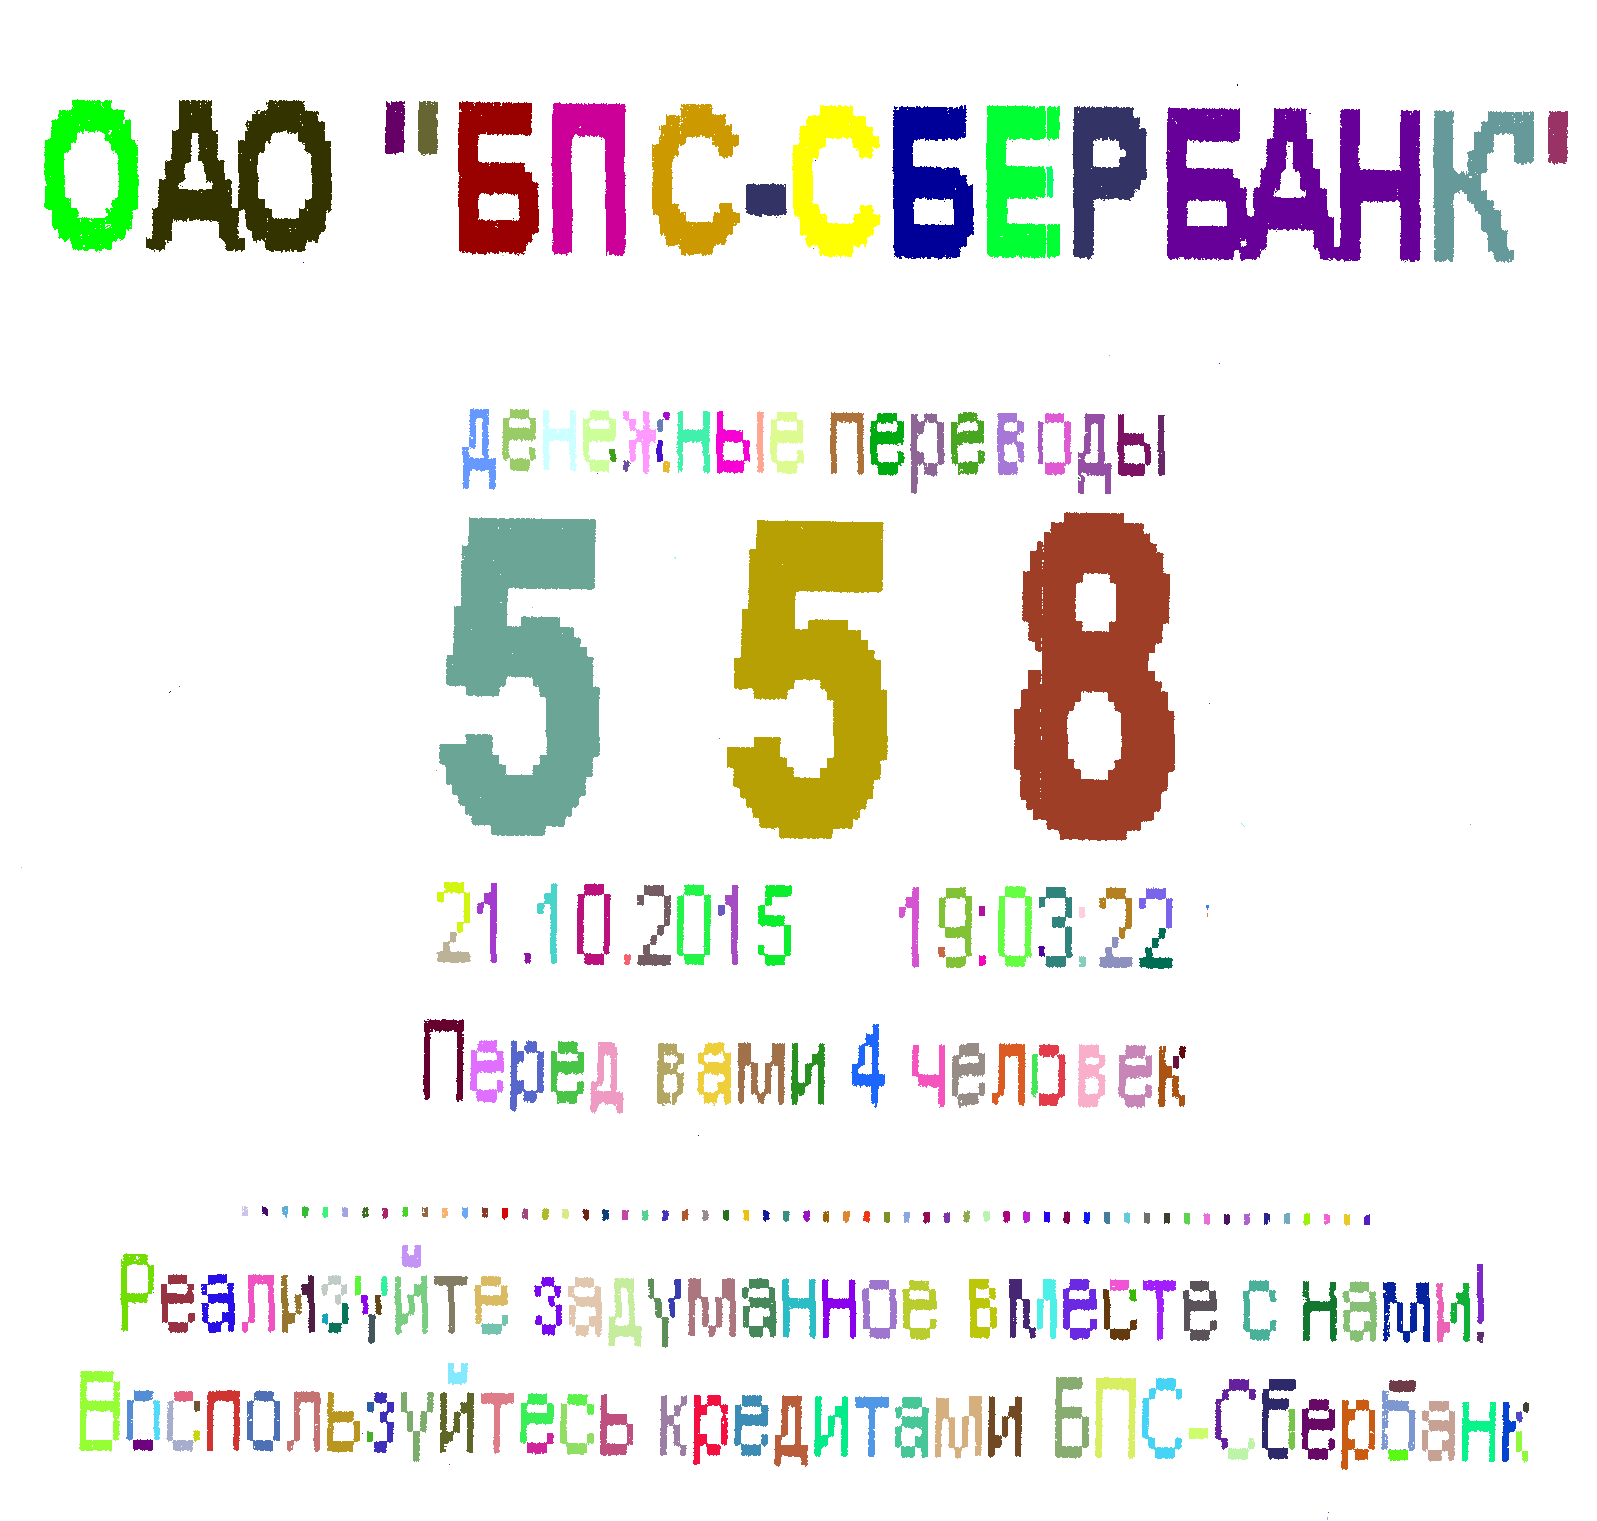 ОАО "БПС-СБЕРБАНК'
денежные переводы
558
21.10.2015 19:03:22
Перед вами 4 человек
.........................................................
Реализуйте задуманное вместе с нами!
Воспользуйтесь кредитами БПС-Сбербанк